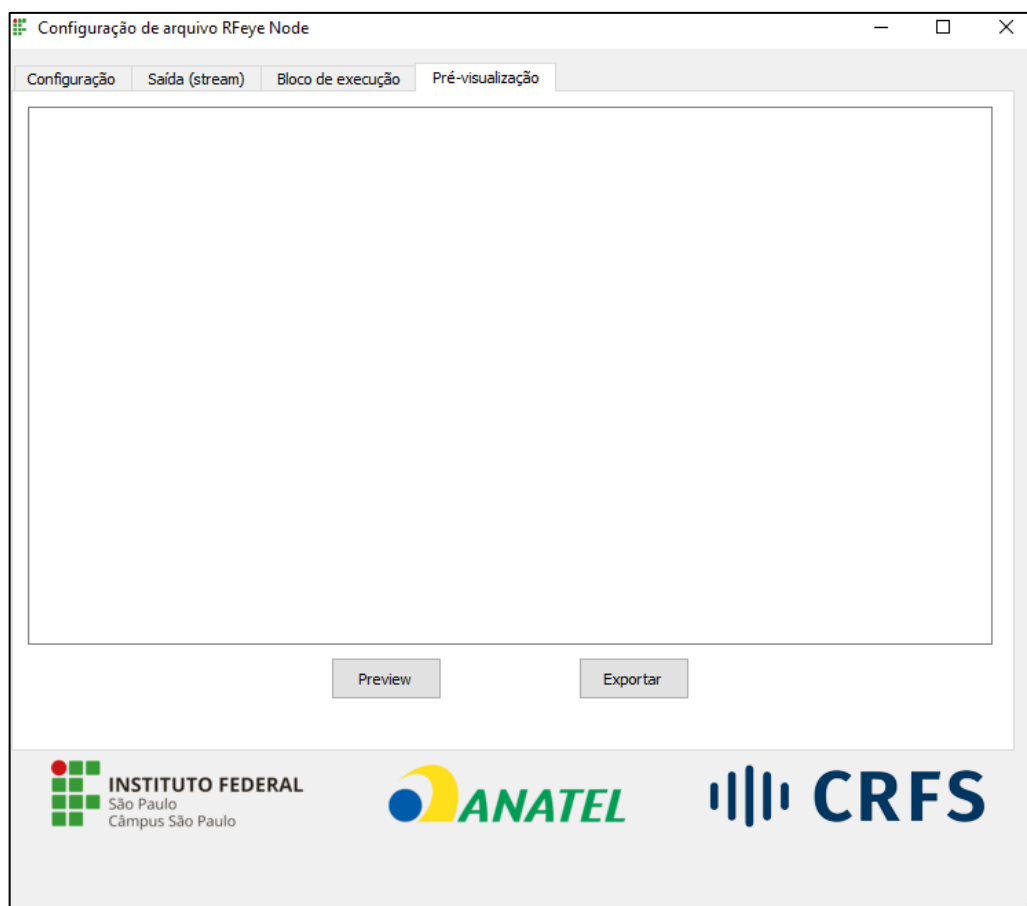 Configuração de arquivo RFeye Node
Configuração Saída (stream) Bloco de execução Pré-visualização
Preview Exportar
INSTITUTO FEDERAL
São Paulo
Câmpus São Paulo
ANATEL
CRFS